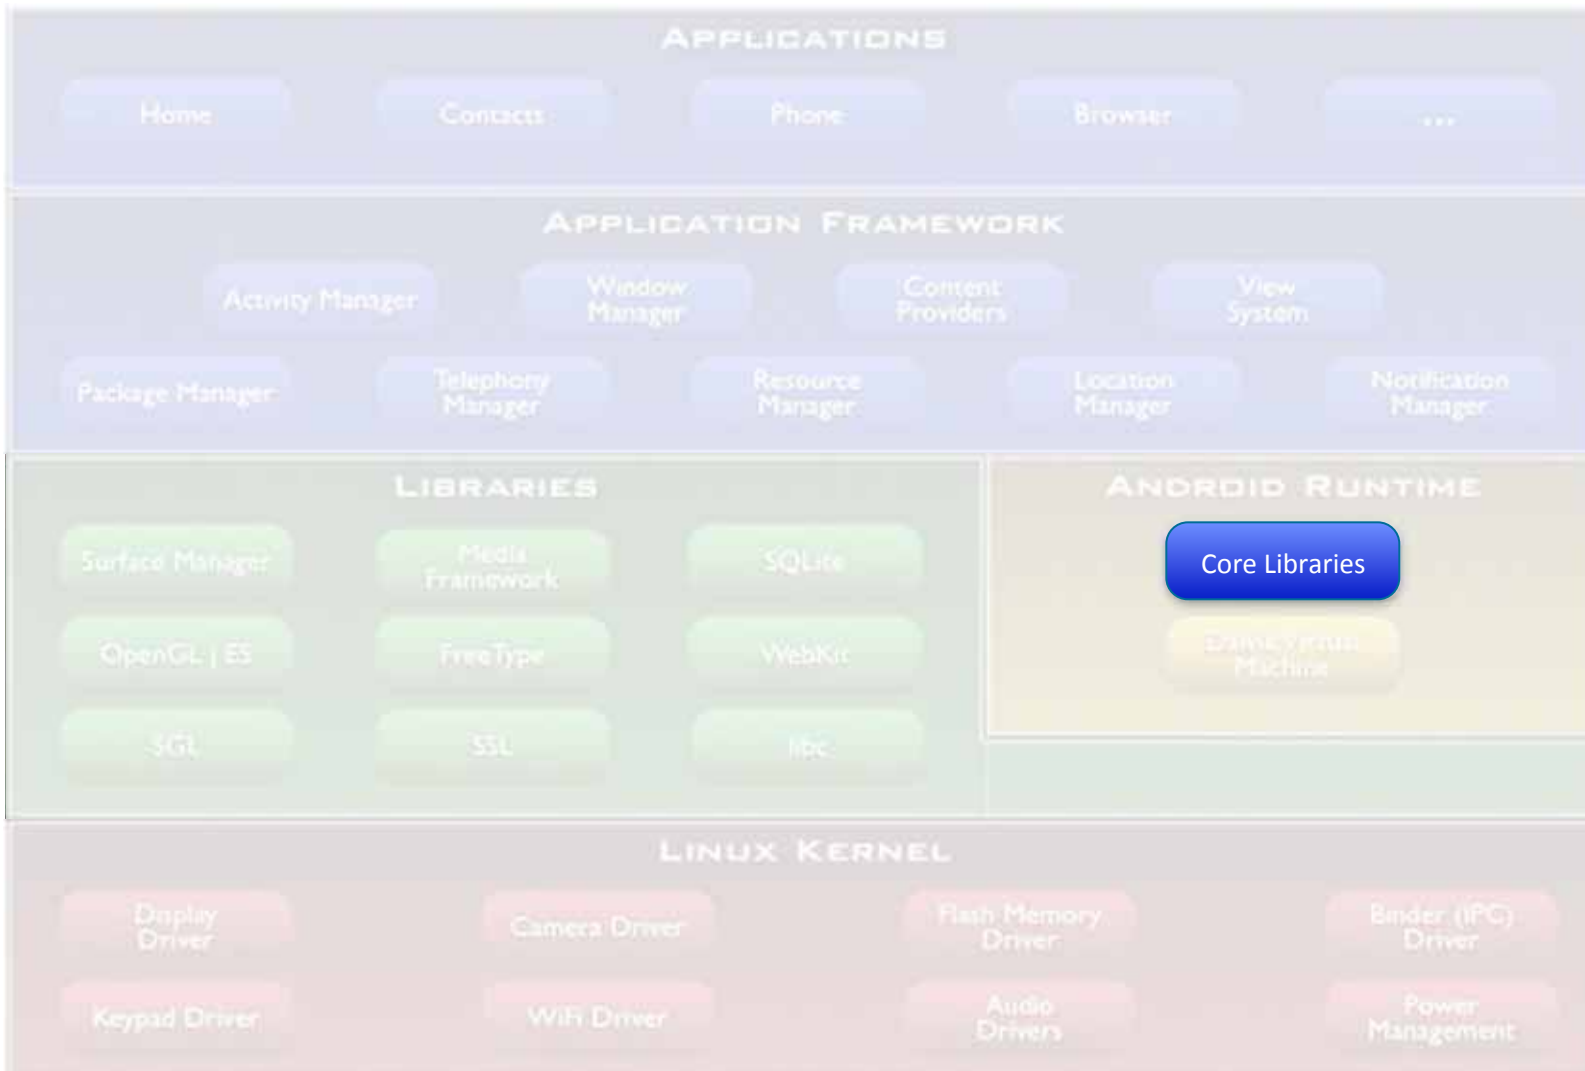 APPLICATIONS
Home
Contacts
Phone
Browser
...
APPLICATION FRAMEWORK
Activity Manager
Window
Manager
Content
Providers
View
System
Package Manager
Telephony
Manager
Resource
Manager
Location
Manager
Notification
Manager
LIBRARIES
Surface Manager
Media
Framework
SQLite
OpenGL | ES
FreeType
WebKit
SGL
SSL
libc
ANDROID RUNTIME
Core Libraries
Dalvik Virtual
Machine
LINUX KERNEL
Display
Driver
Camera Driver
Flash Memory
Driver
Binder (IPC)
Driver
Keypad Driver
WiFi Driver
Audio
Drivers
Power
Management